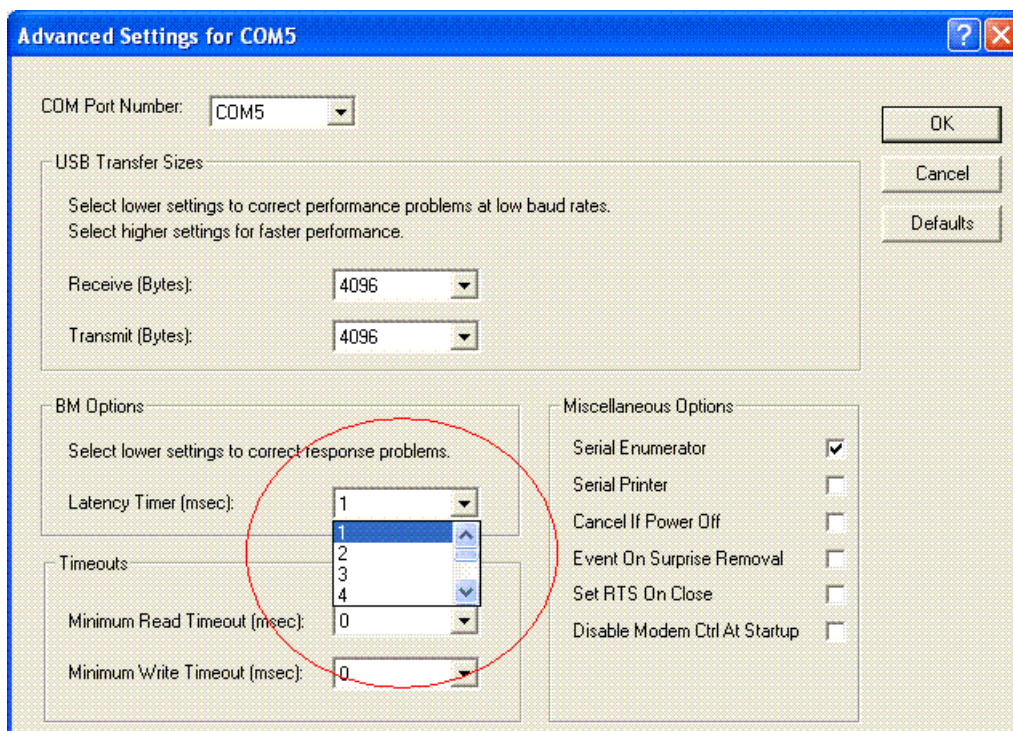 Advanced Settings for COM5
COM Port Number: COM5
OK
Cancel
Defaults
USB Transfer Sizes
Select lower settings to correct performance problems at low baud rates.
Select higher settings for faster performance.
Receive (Bytes): 4096
Transmit (Bytes): 4096
BM Options
Select lower settings to correct response problems.
Latency Timer (msec): 1
1
2
3
4
Timeouts
Minimum Read Timeout (msec): 0
Minimum Write Timeout (msec): 0
Miscellaneous Options
Serial Enumerator
Serial Printer
Cancel If Power Off
Event On Surprise Removal
Set RTS On Close
Disable Modem Ctrl At Startup